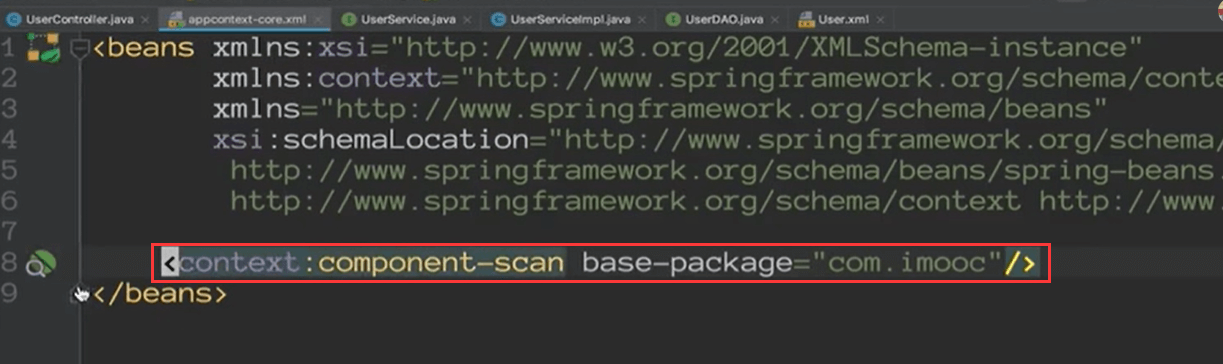 UserController.java × appcontext-core.xml × UserService.java × UserServiceImpl.java × UserDAO.java × User.xml ×
1 <beans xmlns:xsi="http://www.w3.org/2001/XMLSchema-instance"
2 xmlns:context="http://www.springframework.org/schema/conte
3 xmlns="http://www.springframework.org/schema/beans"
4 xsi:schemaLocation="http://www.springframework.org/schema/
5 http://www.springframework.org/schema/beans/spring-beans.
6 http://www.springframework.org/schema/context http://www.
7
8 <context:component-scan base-package="com.imooc"/>
9 </beans>